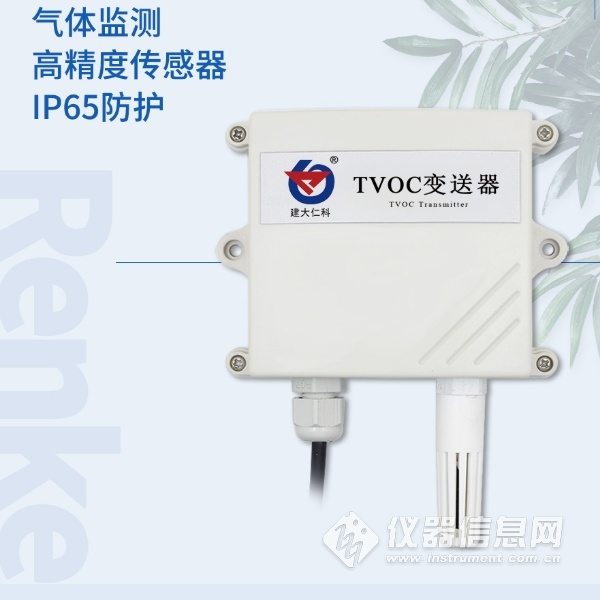 气体监测
高精度传感器
IP65防护
Renke
®
建大仁科
TVOC变送器
TVOC Transmitter
仪器信息网
www.instrument.com.cn